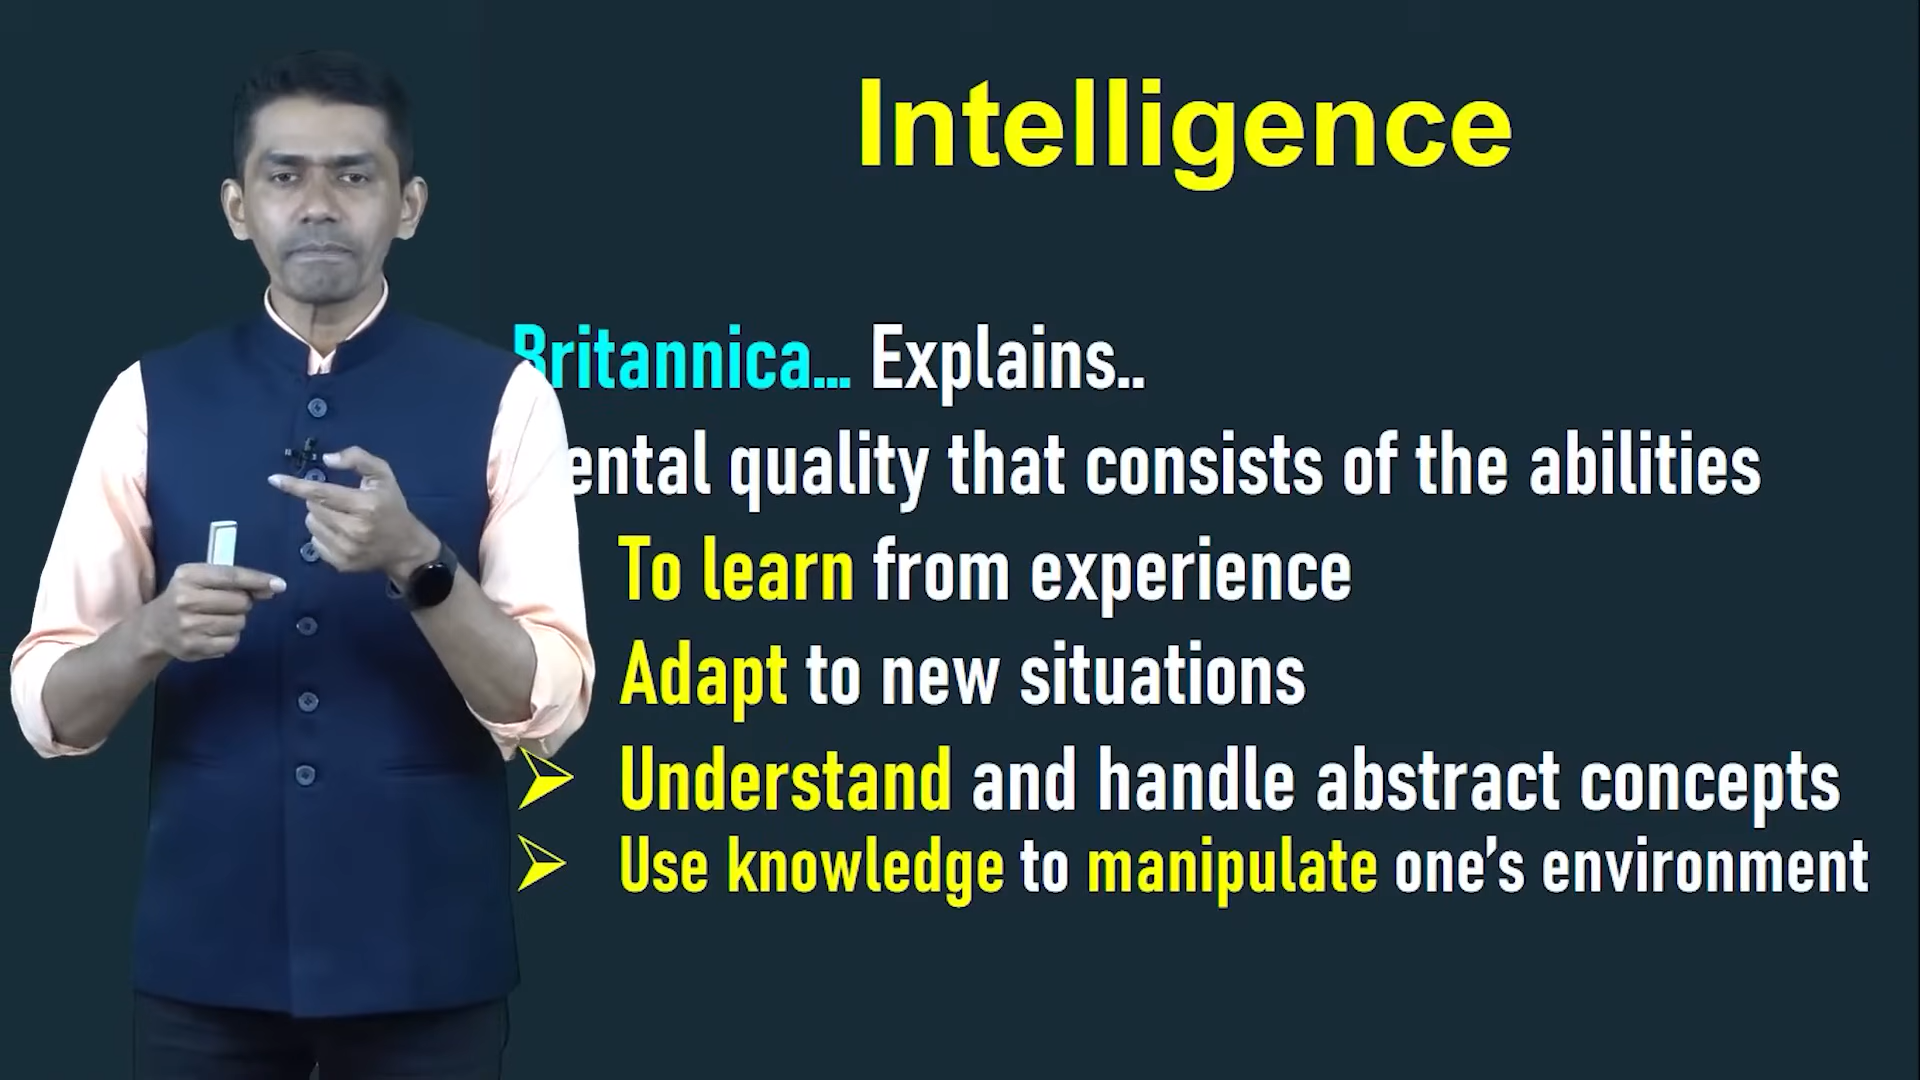 Intelligence
Britannica... Explains..
ental quality that consists of the abilities
To learn from experience
Adapt to new situations
Understand and handle abstract concepts
Use knowledge to manipulate one's environment